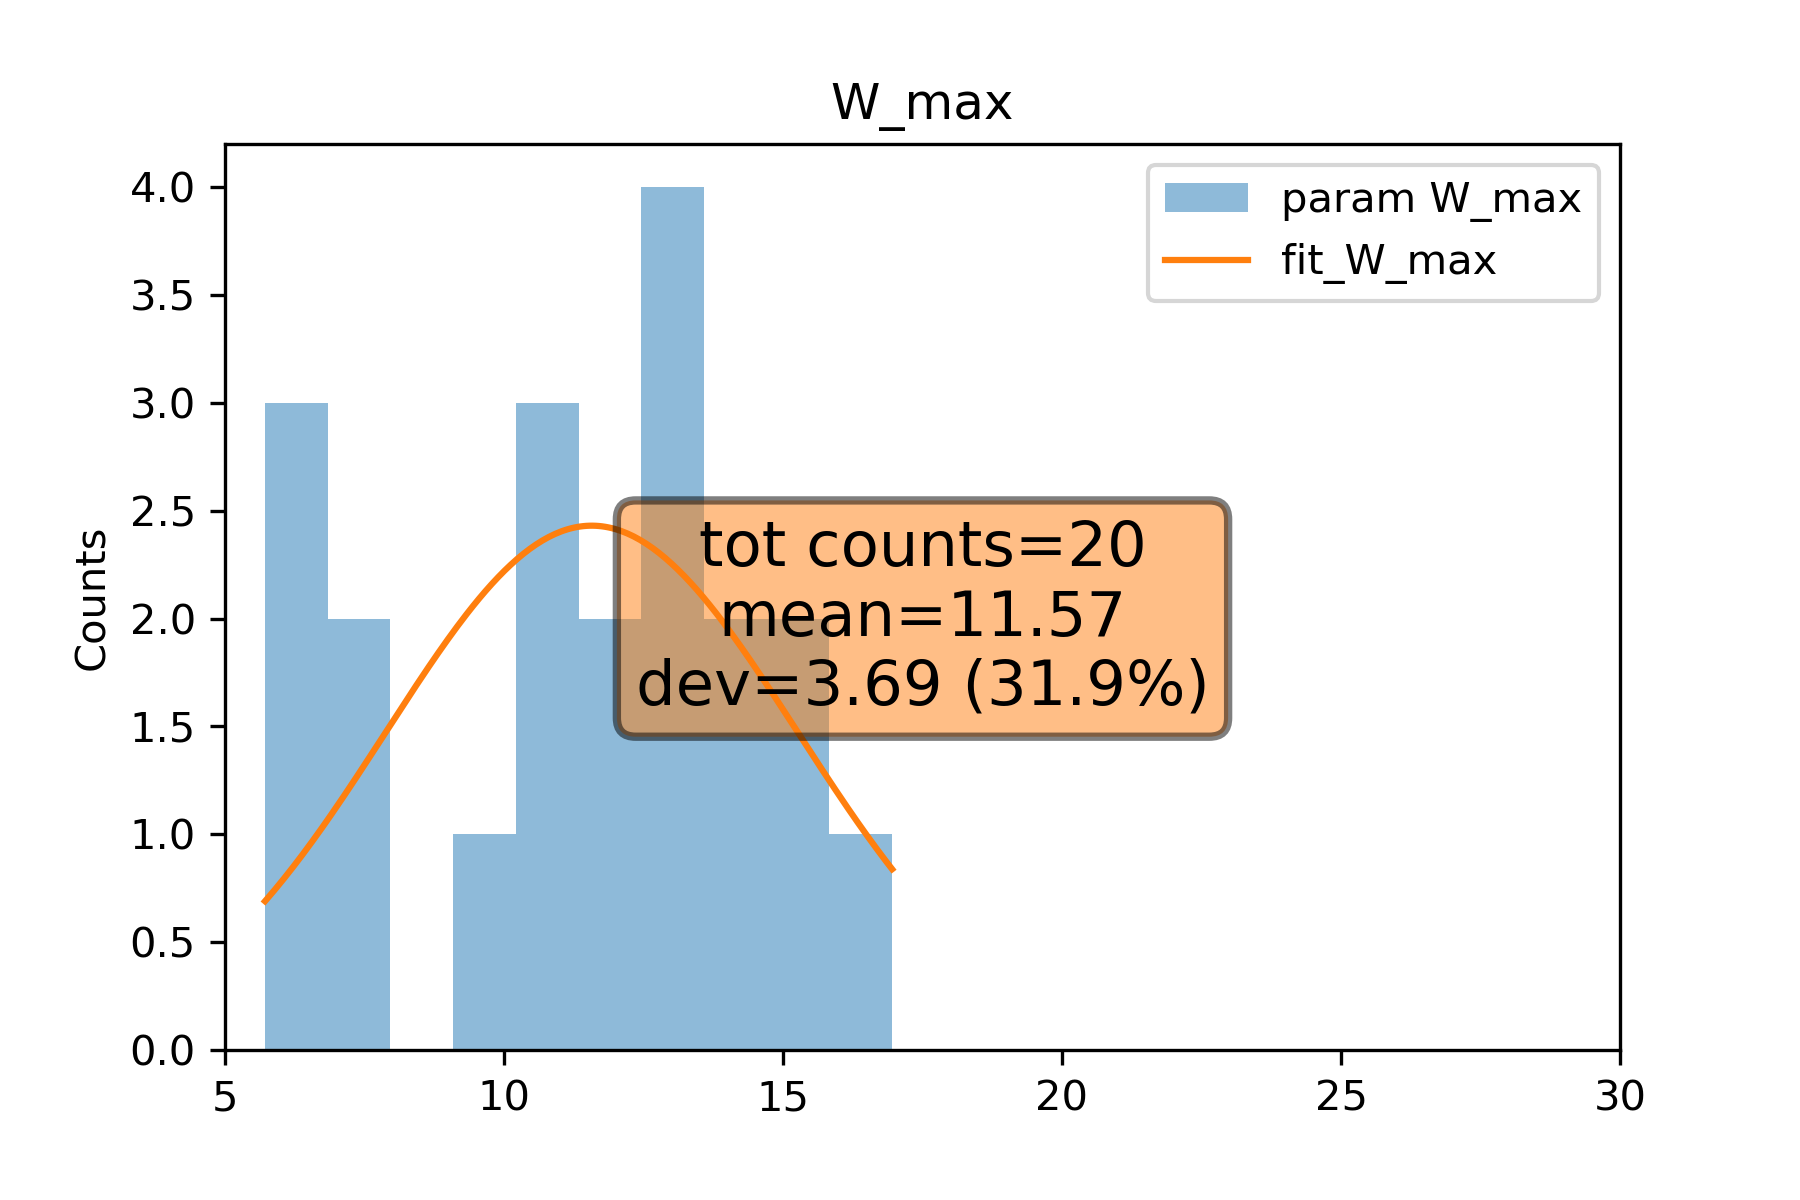 W_max
4.0
3.5
3.0
2.5
2.0
1.5
1.0
0.5
0.0
Counts
param W_max
fit_W_max
tot counts=20
mean=11.57
dev=3.69 (31.9%)
5 10 15 20 25 30